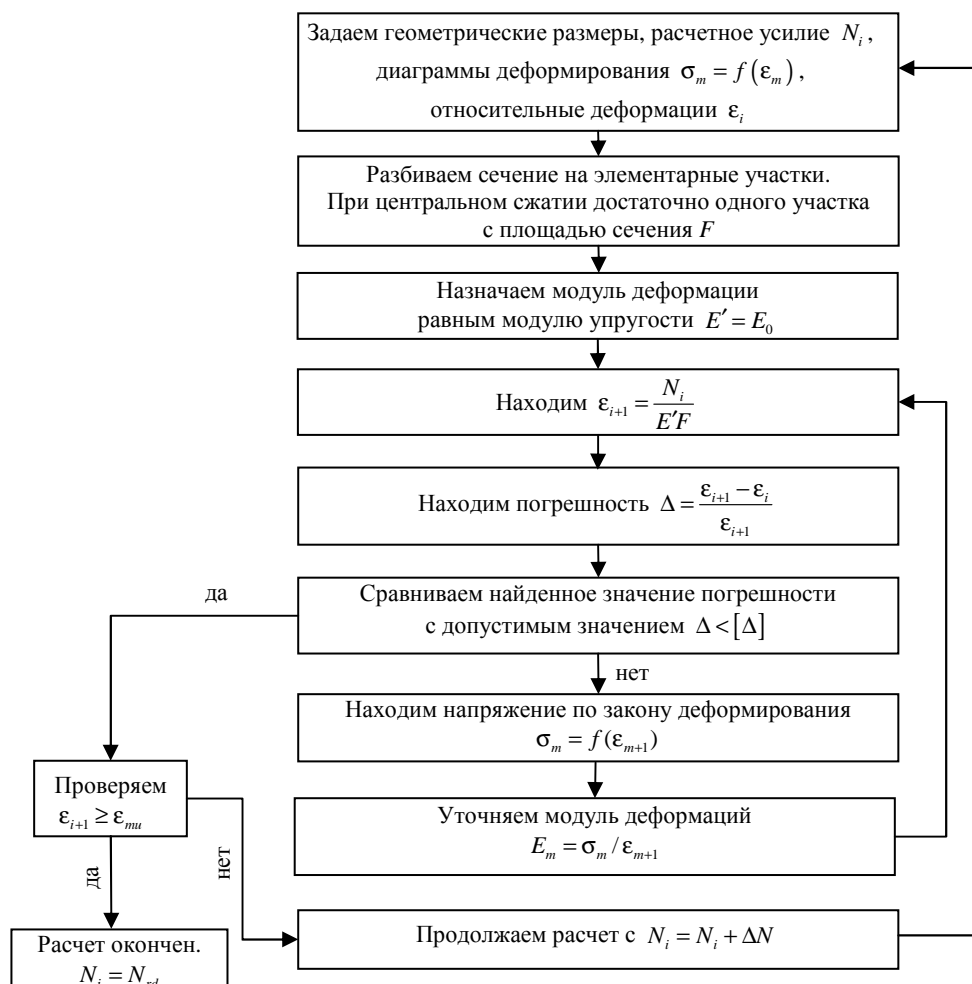 Задаем геометрические размеры, расчетное усилие N_i ,
диаграммы деформирования σ_m = f(ε_m) ,
относительные деформации ε_i
Разбиваем сечение на элементарные участки.
При центральном сжатии достаточно одного участка
с площадью сечения F
Назначаем модуль деформации
равным модулю упругости E′ = E_0
Находим ε_{i+1} = N_i / E′F
Находим погрешность Δ = (ε_{i+1} − ε_i) / ε_{i+1}
Сравниваем найденное значение погрешности
с допустимым значением Δ < [Δ]
да
нет
Находим напряжение по закону деформирования
σ_m = f(ε_{m+1})
Уточняем модуль деформаций
E_m = σ_m / ε_{m+1}
Проверяем
ε_{i+1} ≥ ε_{mu}
да
нет
Продолжаем расчет с N_i = N_i + ΔN
Расчет окончен.
N_i = N_{rd}